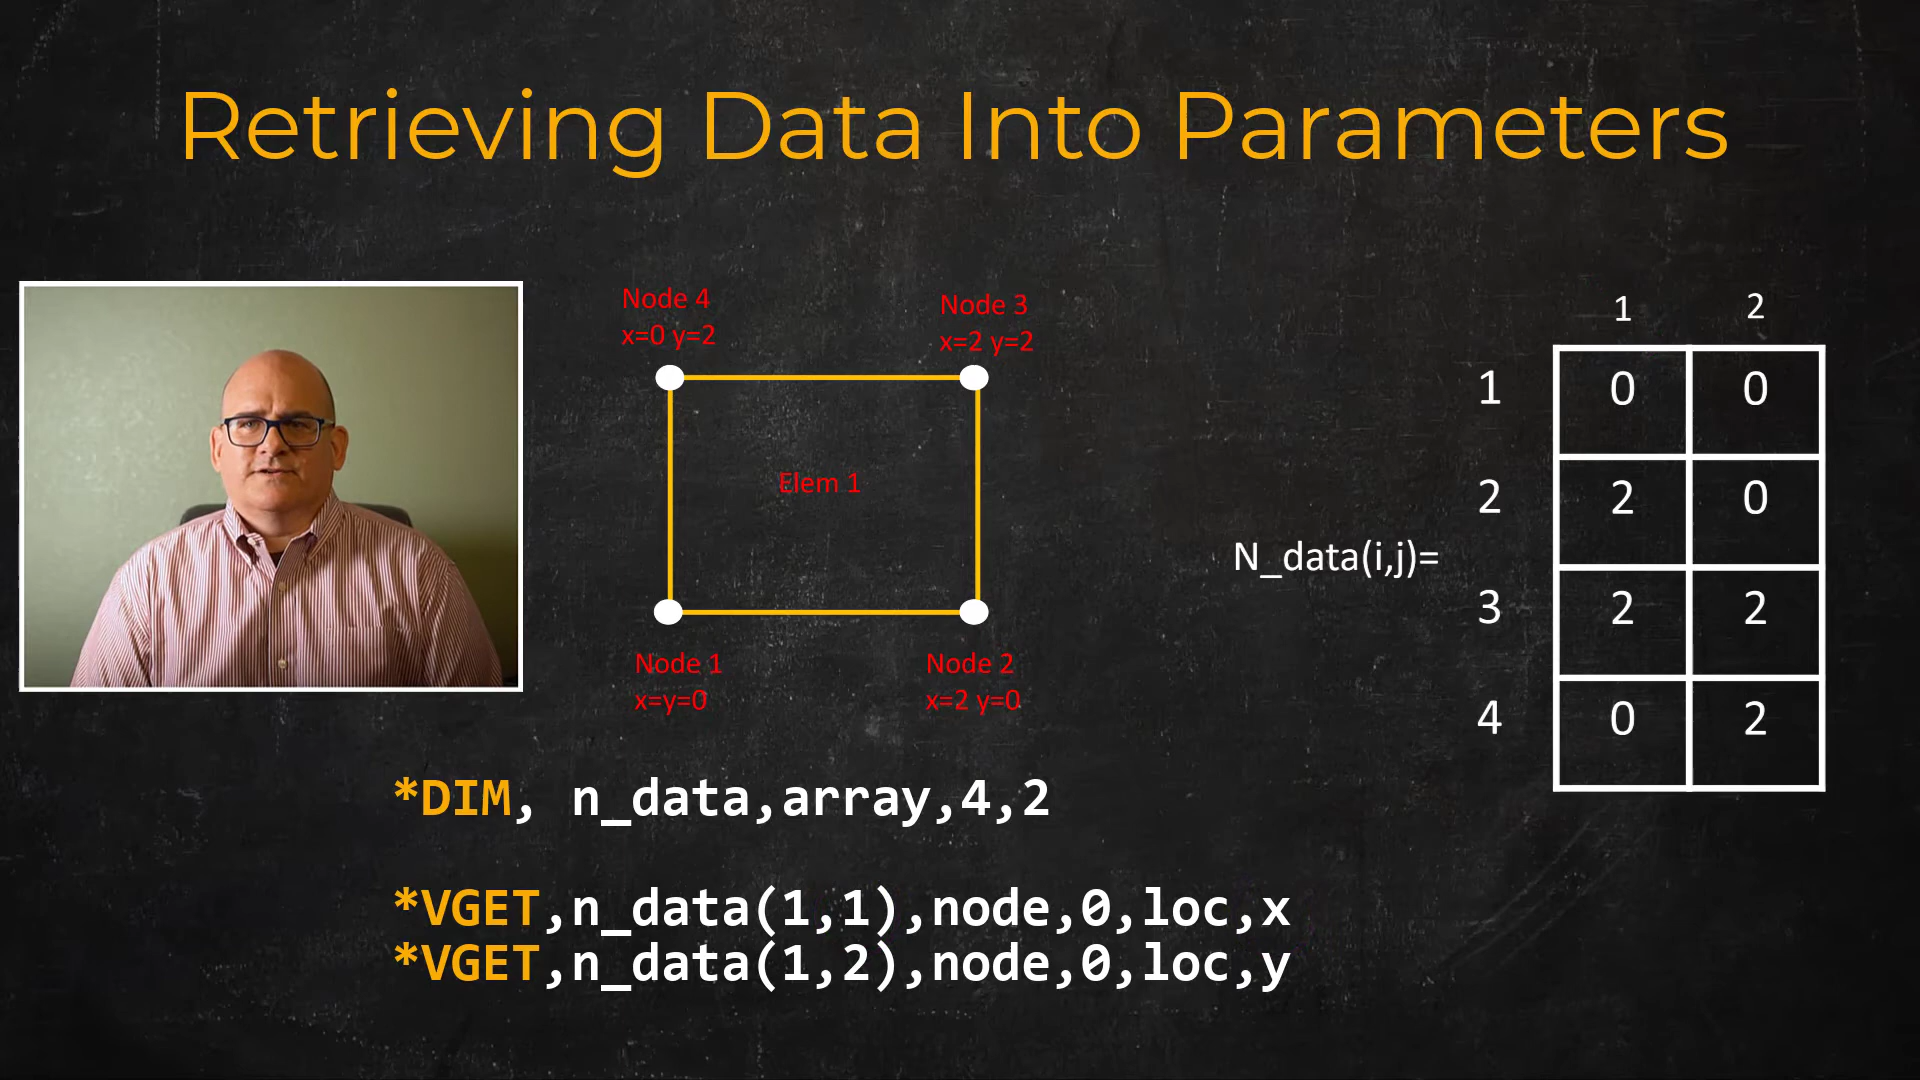 Retrieving Data Into Parameters
Node 4
x=0 y=2
Node 3
x=2 y=2
Elem 1
Node 1
x=y=0
Node 2
x=2 y=0
N_data(i,j)=
1 2
1 0 0
2 2 0
3 2 2
4 0 2
*DIM, n_data,array,4,2
*VGET,n_data(1,1),node,0,loc,x
*VGET,n_data(1,2),node,0,loc,y